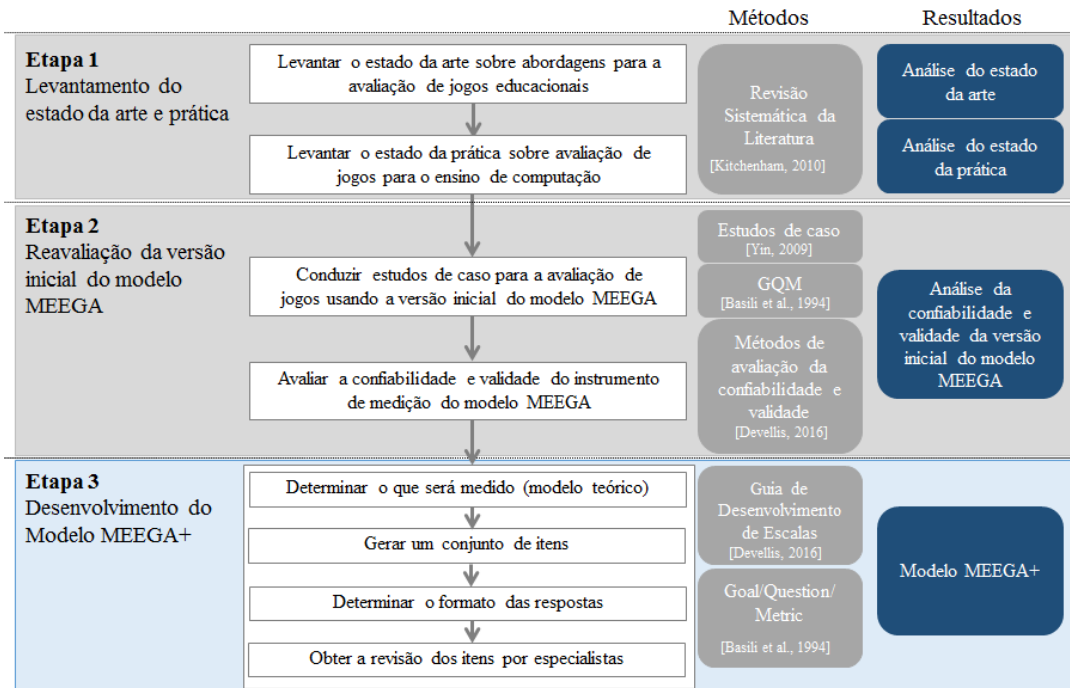 Métodos
Resultados
Etapa 1
Levantamento do
estado da arte e prática
Levantar o estado da arte sobre abordagens para a
avaliação de jogos educacionais
Levantar o estado da prática sobre avaliação de
jogos para o ensino de computação
Revisão
Sistemática da
Literatura
[Kitchenham, 2010]
Análise do estado
da arte
Análise do estado
da prática
Etapa 2
Reavaliação da versão
inicial do modelo
MEEGA
Conduzir estudos de caso para a avaliação de
jogos usando a versão inicial do modelo MEEGA
Avaliar a confiabilidade e validade do instrumento
de medição do modelo MEEGA
Estudos de caso
[Yin, 2009]
GQM
[Basili et al., 1994]
Métodos de
avaliação da
confiabilidade e
validade
[Devellis, 2016]
Análise da
confiabilidade e
validade da versão
inicial do modelo
MEEGA
Etapa 3
Desenvolvimento do
Modelo MEEGA+
Determinar o que será medido (modelo teórico)
Gerar um conjunto de itens
Determinar o formato das respostas
Obter a revisão dos itens por especialistas
Guia de
Desenvolvimento
de Escalas
[Devellis, 2016]
Goal/Question/
Metric
[Basili et al., 1994]
Modelo MEEGA+